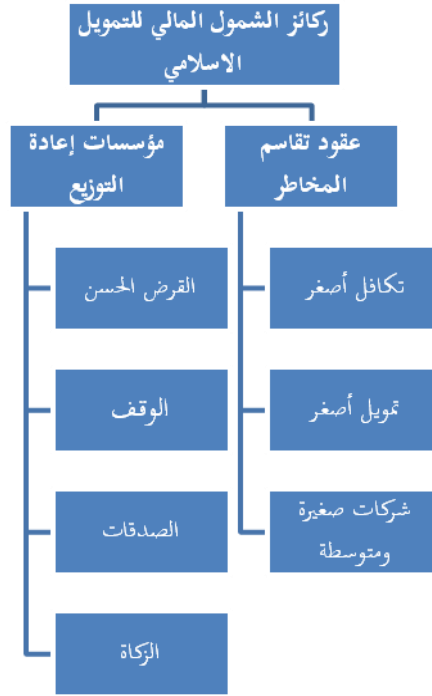 ركائز الشمول المالي للتمويل
الاسلامي
عقود تقاسم
المخاطر
تكافل أصغر
تمويل أصغر
شركات صغيرة
ومتوسطة
مؤسسات إعادة
التوزيع
القرض الحسن
الوقف
الصدقات
الزكاة